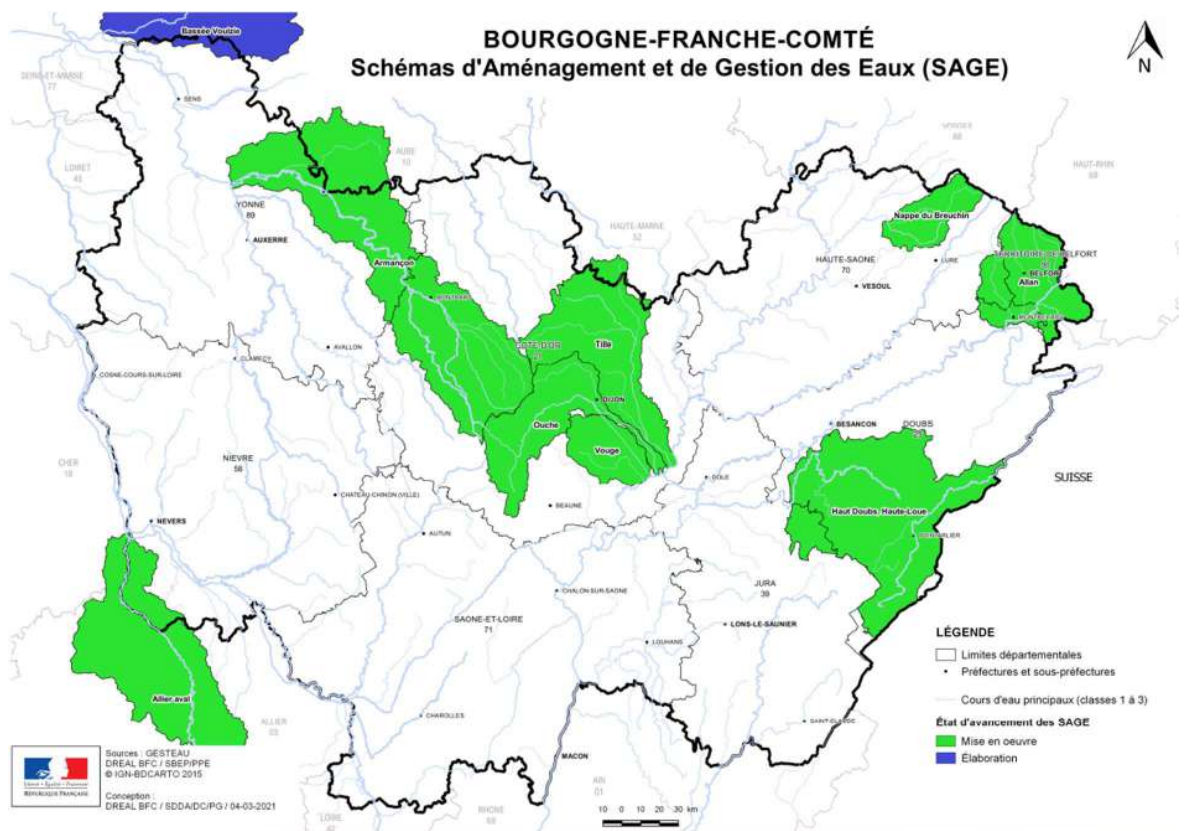 BOURGOGNE-FRANCHE-COMTÉ
Schémas d'Aménagement et de Gestion des Eaux (SAGE)
N
Bassée Voulzie
SEINE-ET-MARNE
77
SENS
LOIRET
45
AUBE
10
VOSGES
88
HAUT-RHIN
68
YONNE
89
AUXERRE
HAUTE-MARNE
52
Nappe du Breuchin
HAUTE-SAONE
70
LURE
VESOUL
TERRITOIRE DE BELFORT
BELFORT
Allan
MONTBELIARD
Armançon
MONTBARD
AVALLON
CLAMECY
COSNE-COURS-SUR-LOIRE
COTE D'OR
21
Tille
DIJON
Ouche
Vouge
BESANCON
DOUBS
CHER
18
NIEVRE
58
CHATEAU-CHINON (VILLE)
NEVERS
BEAUNE
DOLE
SUISSE
Haut Doubs, Haute-Loue
PONTARLIER
AUTUN
CHALON-SUR-SAONE
JURA
39
SAONE-ET-LOIRE
71
LONS-LE-SAUNIER
LOUHANS
Allier aval
ALLIER
03
CHAROLLES
SAINT-CLAUDE
MACON
AIN
01
RHONE
69
LOIRE
42
10 0 10 20 30 km
LÉGENDE
Limites départementales
Préfectures et sous-préfectures
Cours d'eau principaux (classes 1 à 3)
État d'avancement des SAGE
Mise en oeuvre
Élaboration
Liberté • Égalité • Fraternité
RÉPUBLIQUE FRANÇAISE
Sources : GESTEAU
DREAL BFC / SBEP/PPE
© IGN-BDCARTO 2015
Conception :
DREAL BFC / SDDA/DC/PG / 04-03-2021